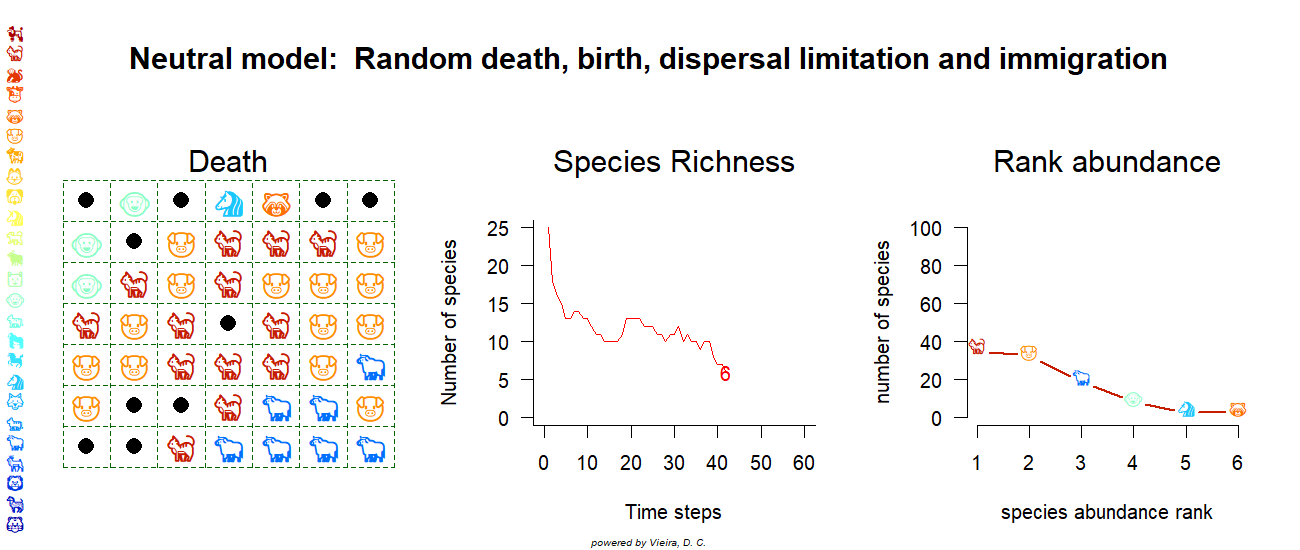 Neutral model:  Random death, birth, dispersal limitation and immigration
Death
Species Richness
Number of species
25
20
15
10
5
0
6
0 10 20 30 40 50 60
Time steps
Rank abundance
number of species
100
80
60
40
20
0
1 2 3 4 5 6
species abundance rank
powered by Vieira, D. C.